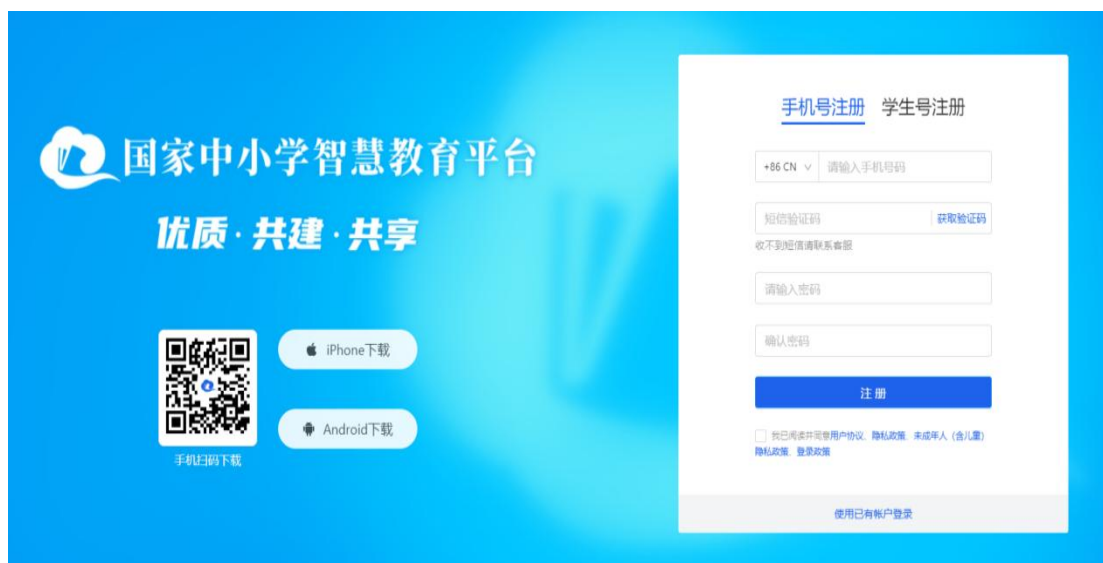 国家中小学智慧教育平台
优质·共建·共享
iPhone下载
Android下载
手机扫码下载
手机号注册 学生号注册
+86 CN 请输入手机号码
短信验证码 获取验证码
收不到短信请联系客服
请输入密码
确认密码
注册
我已阅读并同意用户协议、隐私政策、未成年人（含儿童）
隐私政策、登录政策
使用已有帐户登录